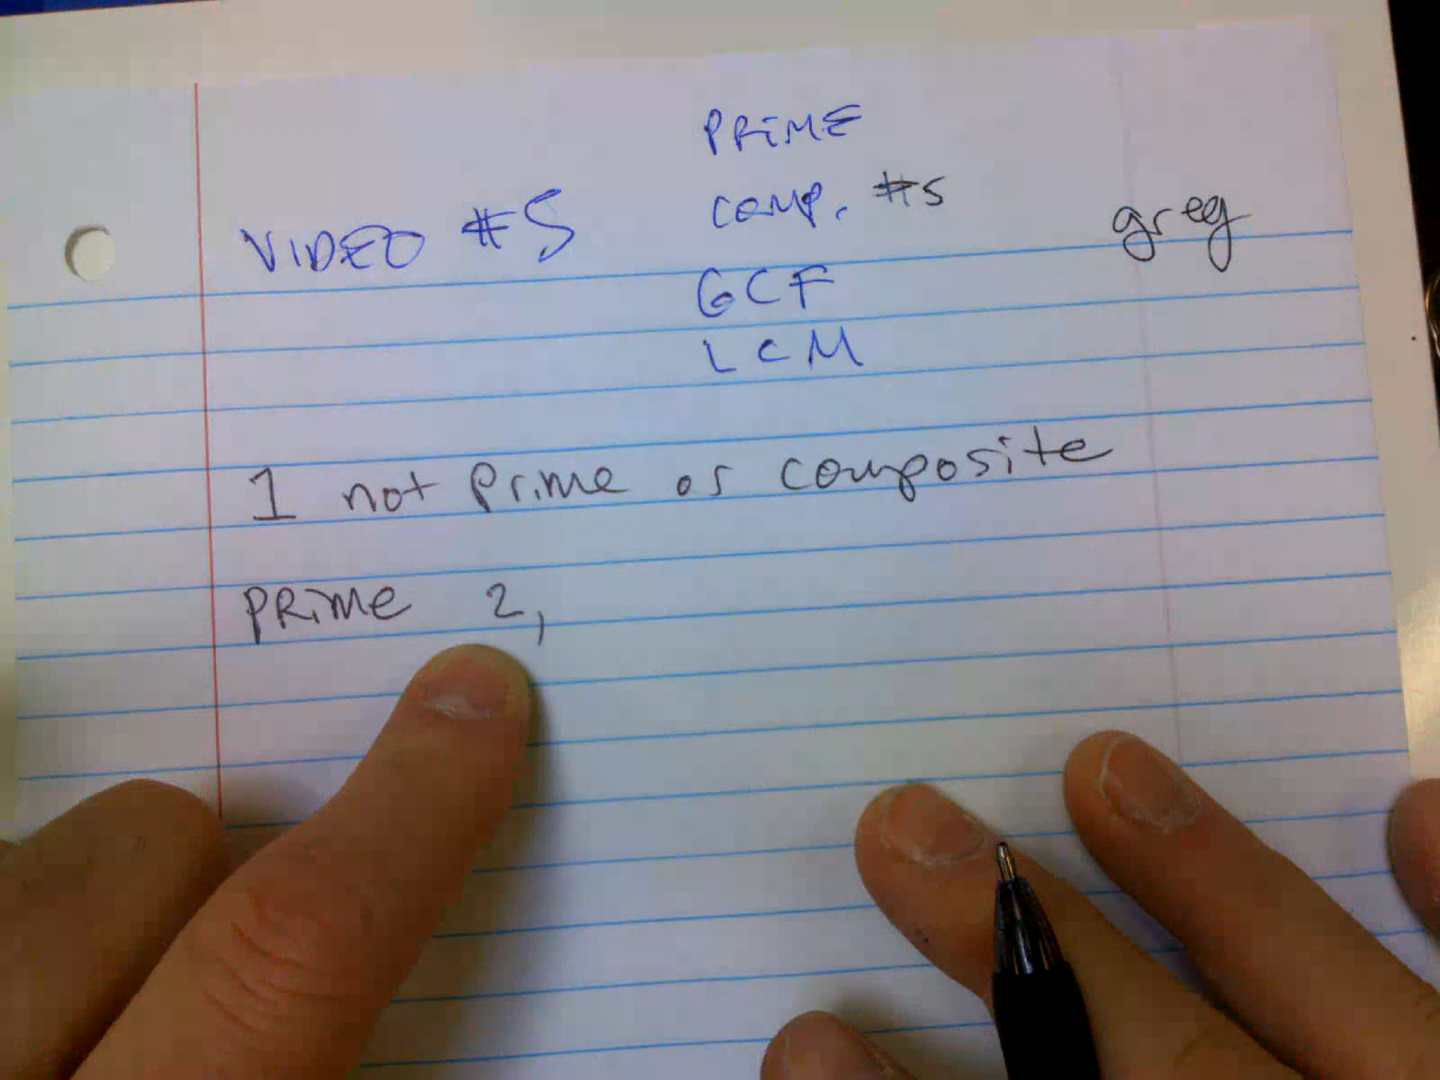 PRIME
COMP. #s
VIDEO #5
greg
GCF
LCM
1 not Prime or composite
PRime 2,